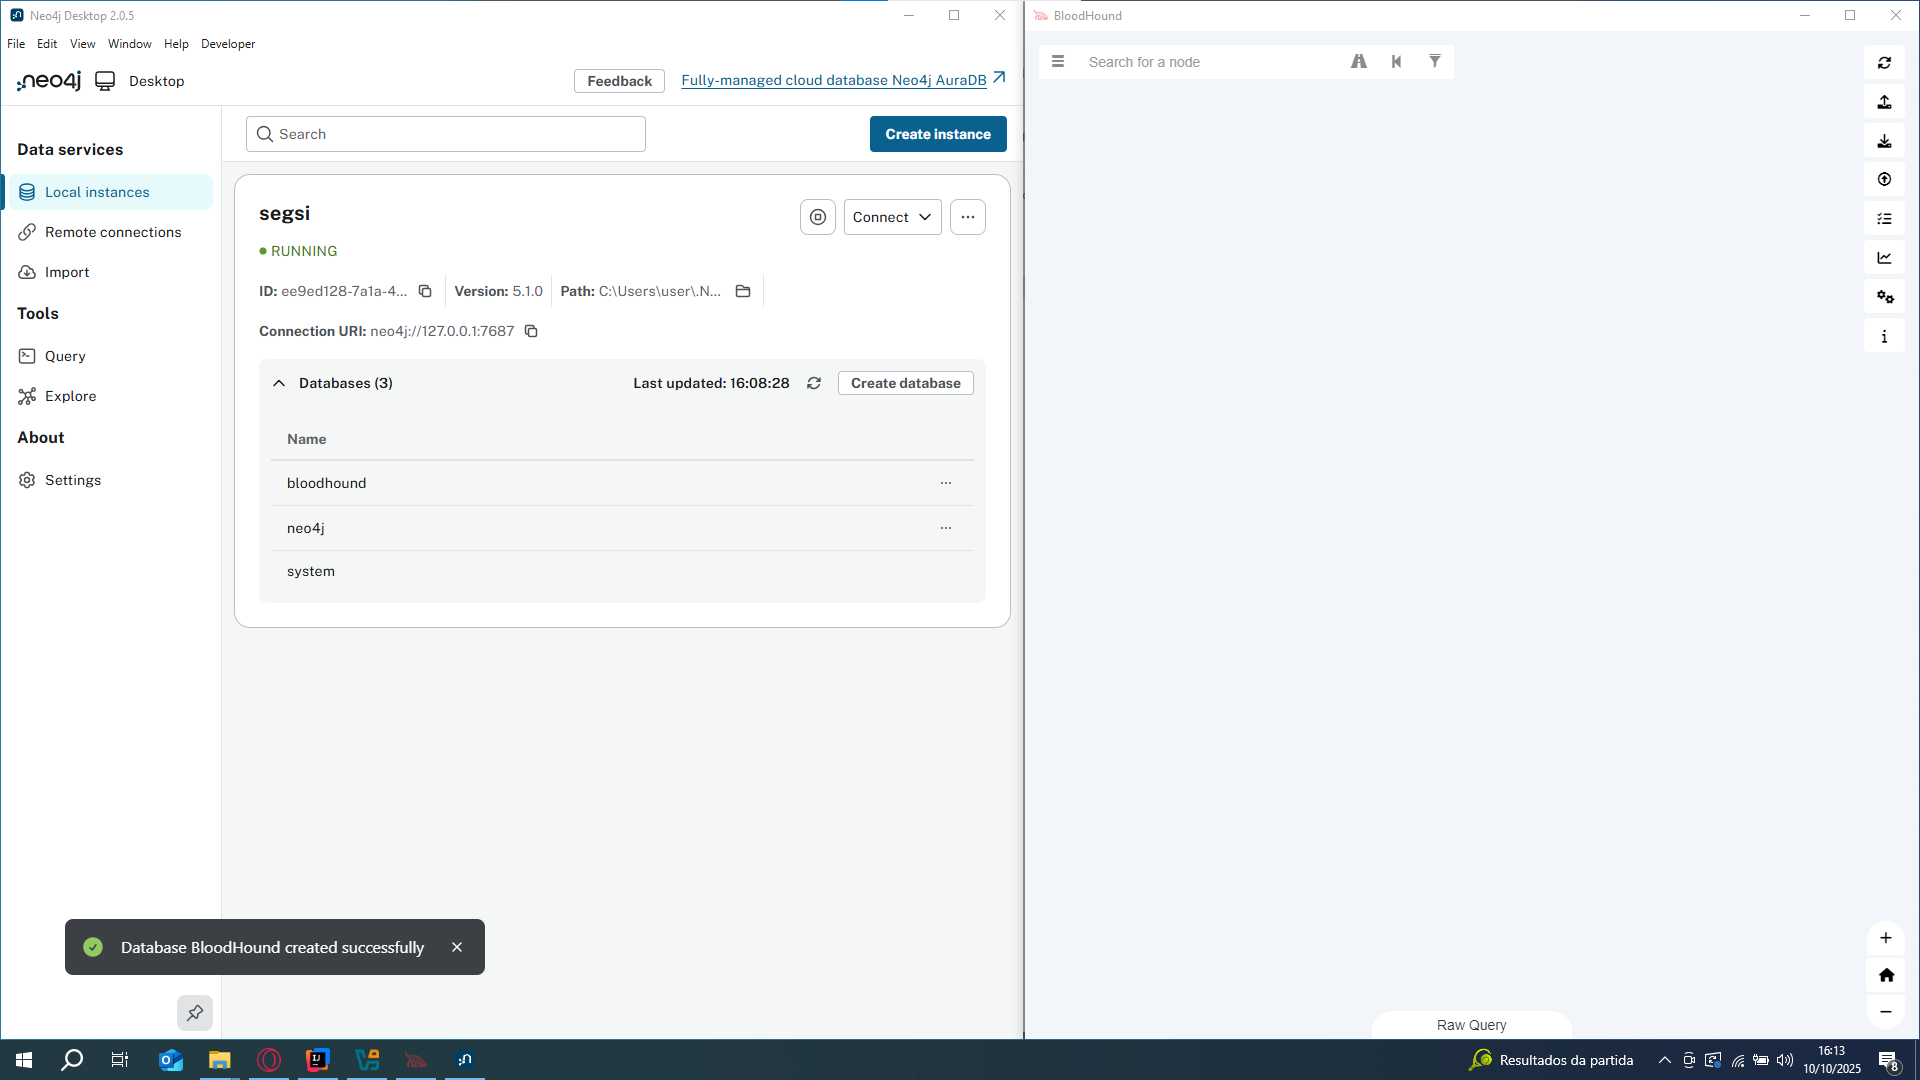 Neo4j Desktop 2.0.5
File Edit View Window Help Developer
neo4j Desktop
Feedback
Fully-managed cloud database Neo4j AuraDB
Data services
Local instances
Remote connections
Import
Tools
Query
Explore
About
Settings
Search
Create instance
segsi
RUNNING
Connect
ID: ee9ed128-7a1a-4...
Version: 5.1.0
Path: C:\Users\user\.N...
Connection URI: neo4j://127.0.0.1:7687
Databases (3)
Last updated: 16:08:28
Create database
Name
bloodhound
neo4j
system
Database BloodHound created successfully
BloodHound
Search for a node
Raw Query
Resultados da partida
16:13
10/10/2025
8